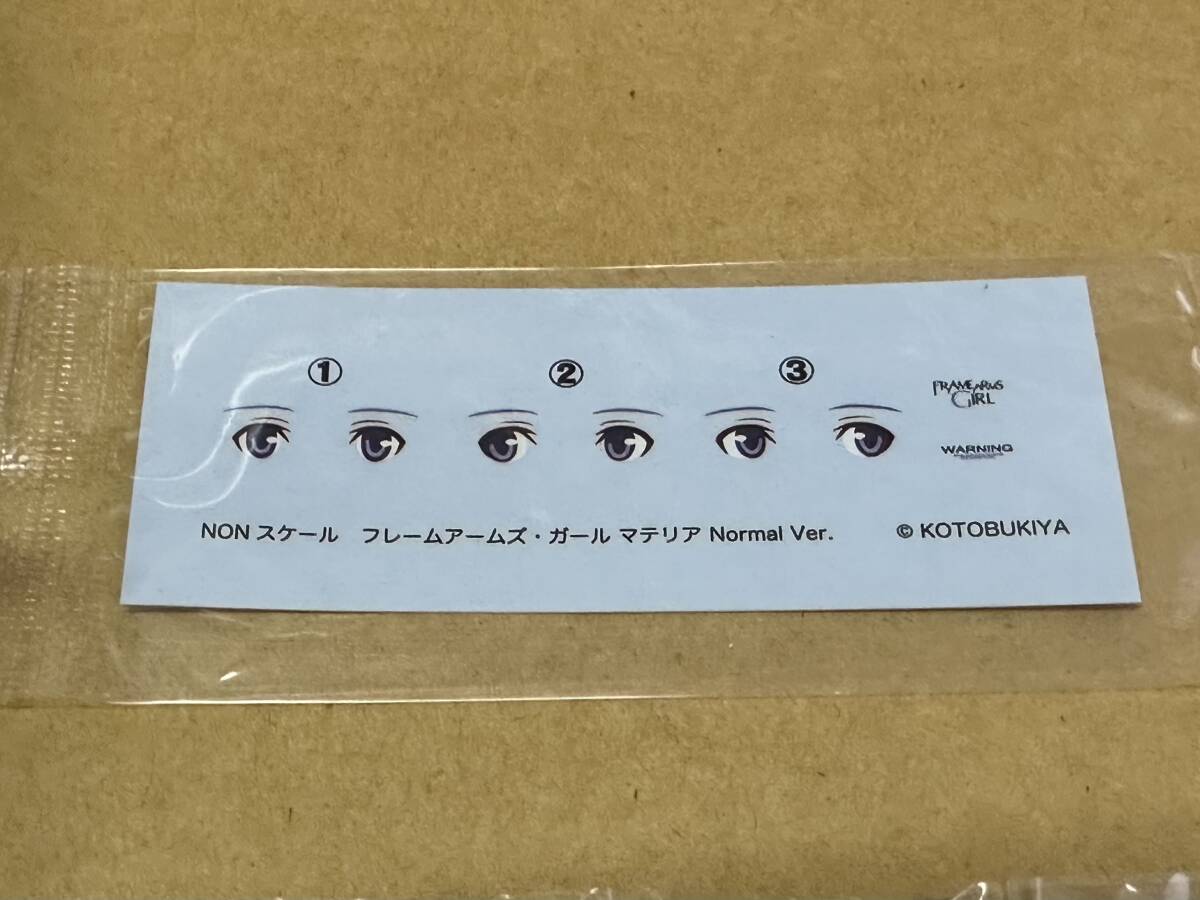 ① ② ③
FRAME ARMS
GIRL
WARNING
NON スケール フレームアームズ・ガール マテリア Normal Ver. © KOTOBUKIYA